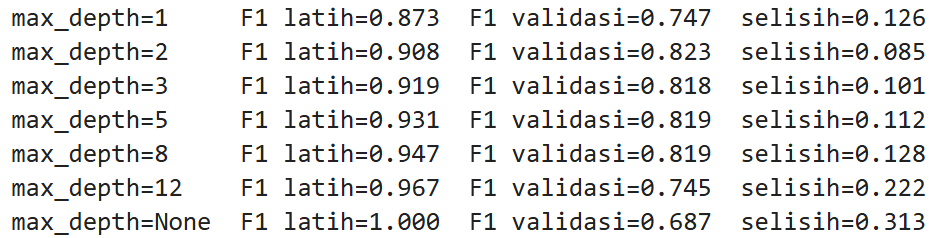 max_depth=1     F1 latih=0.873  F1 validasi=0.747  selisih=0.126
max_depth=2     F1 latih=0.908  F1 validasi=0.823  selisih=0.085
max_depth=3     F1 latih=0.919  F1 validasi=0.818  selisih=0.101
max_depth=5     F1 latih=0.931  F1 validasi=0.819  selisih=0.112
max_depth=8     F1 latih=0.947  F1 validasi=0.819  selisih=0.128
max_depth=12    F1 latih=0.967  F1 validasi=0.745  selisih=0.222
max_depth=None  F1 latih=1.000  F1 validasi=0.687  selisih=0.313